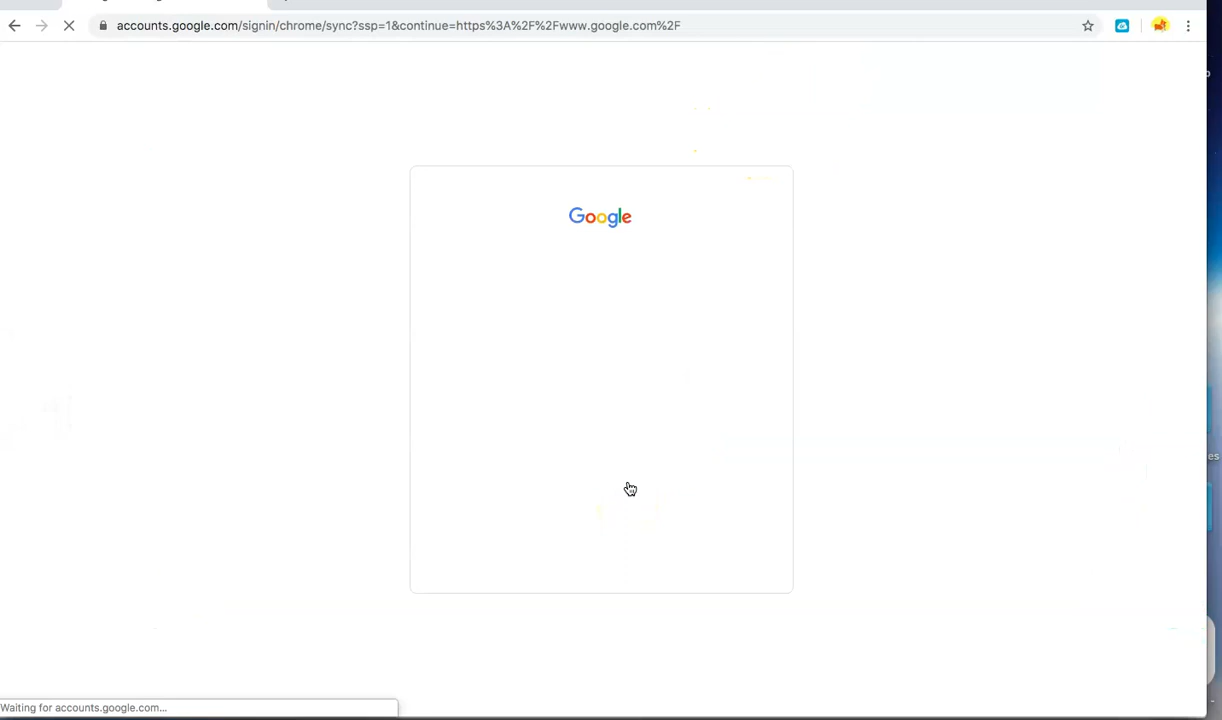 accounts.google.com/signin/chrome/sync?ssp=1&continue=https%3A%2F%2Fwww.google.com%2F
Google
es
Waiting for accounts.google.com...